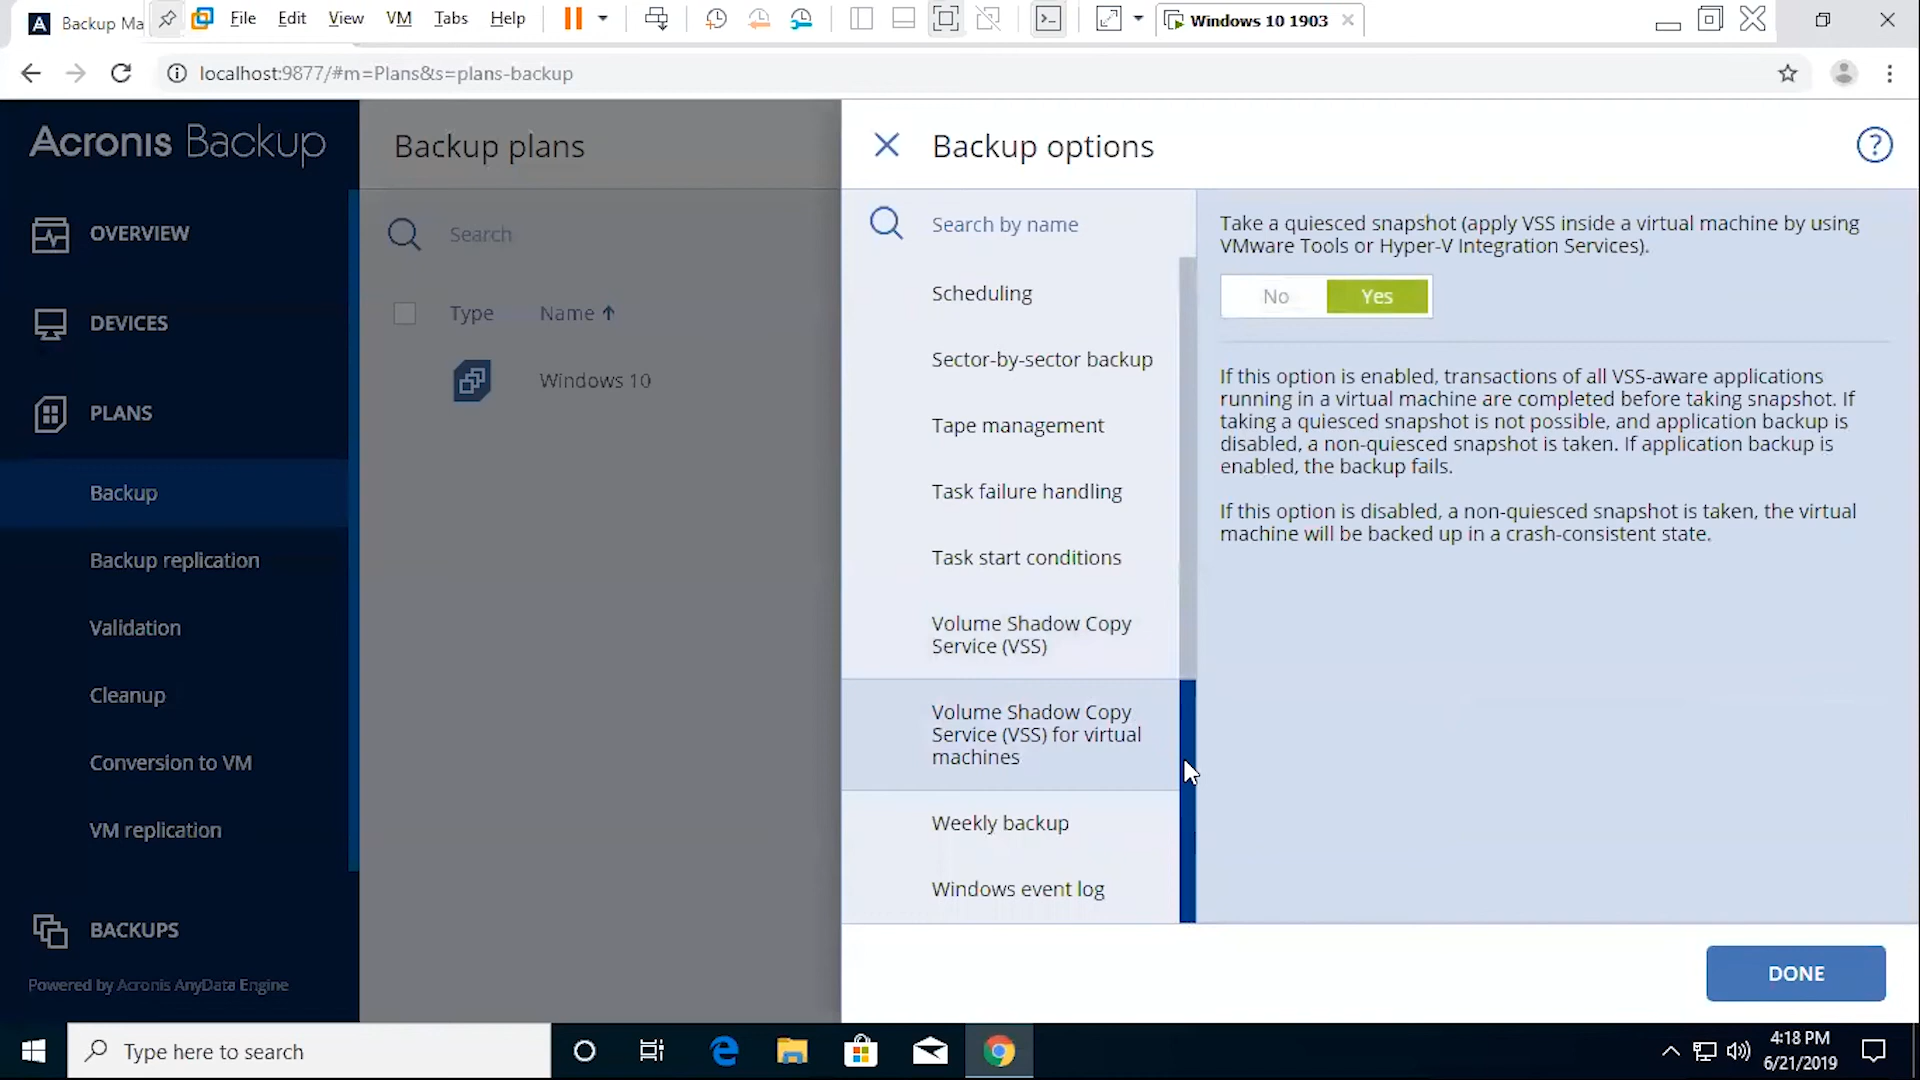 Backup Ma
File Edit View VM Tabs Help
Windows 10 1903
localhost:9877/#m=Plans&s=plans-backup
Acronis Backup
OVERVIEW
DEVICES
PLANS
Backup
Backup replication
Validation
Cleanup
Conversion to VM
VM replication
BACKUPS
Powered by Acronis AnyData Engine
Backup plans
Search
Type Name
Windows 10
Backup options
Search by name
Scheduling
Sector-by-sector backup
Tape management
Task failure handling
Task start conditions
Volume Shadow Copy
Service (VSS)
Volume Shadow Copy
Service (VSS) for virtual
machines
Weekly backup
Windows event log
Take a quiesced snapshot (apply VSS inside a virtual machine by using
VMware Tools or Hyper-V Integration Services).
No Yes
If this option is enabled, transactions of all VSS-aware applications
running in a virtual machine are completed before taking snapshot. If
taking a quiesced snapshot is not possible, and application backup is
disabled, a non-quiesced snapshot is taken. If application backup is
enabled, the backup fails.
If this option is disabled, a non-quiesced snapshot is taken, the virtual
machine will be backed up in a crash-consistent state.
DONE
Type here to search
4:18 PM
6/21/2019